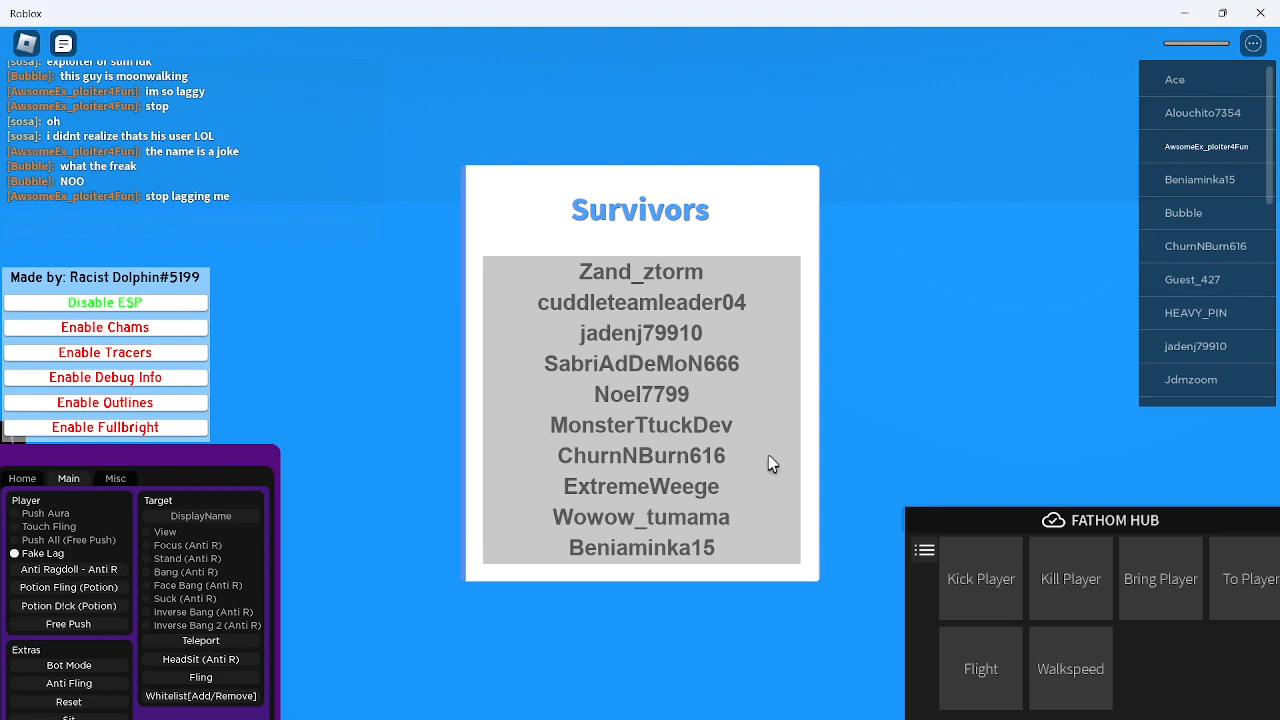 Roblox
[sosa]: exploiter or sum idk
[Bubble]: this guy is moonwalking
[AwsomeEx_ploiter4Fun]: im so laggy
[AwsomeEx_ploiter4Fun]: stop
[sosa]: oh
[sosa]: i didnt realize thats his user LOL
[AwsomeEx_ploiter4Fun]: the name is a joke
[Bubble]: what the freak
[Bubble]: NOO
[AwsomeEx_ploiter4Fun]: stop lagging me
Made by: Racist Dolphin#5199
Disable ESP
Enable Chams
Enable Tracers
Enable Debug Info
Enable Outlines
Enable Fullbright
Home Main Misc
Player
Push Aura
Touch Fling
Push All (Free Push)
Fake Lag
Anti Ragdoll - Anti R
Potion Fling (Potion)
Potion D!ck (Potion)
Free Push
Extras
Bot Mode
Anti Fling
Reset
Sit
Target
DisplayName
View
Focus (Anti R)
Stand (Anti R)
Bang (Anti R)
Face Bang (Anti R)
Suck (Anti R)
Inverse Bang (Anti R)
Inverse Bang 2 (Anti R)
Teleport
HeadSit (Anti R)
Fling
Whitelist[Add/Remove]
Survivors
Zand_ztorm
cuddleteamleader04
jadenj79910
SabriAdDeMoN666
Noel7799
MonsterTtuckDev
ChurnNBurn616
ExtremeWeege
Wowow_tumama
Beniaminka15
Ace
Alouchito7354
AwsomeEx_ploiter4Fun
Beniaminka15
Bubble
ChurnNBurn616
Guest_427
HEAVY_PIN
jadenj79910
Jdmzoom
FATHOM HUB
Kick Player Kill Player Bring Player To Player
Flight Walkspeed